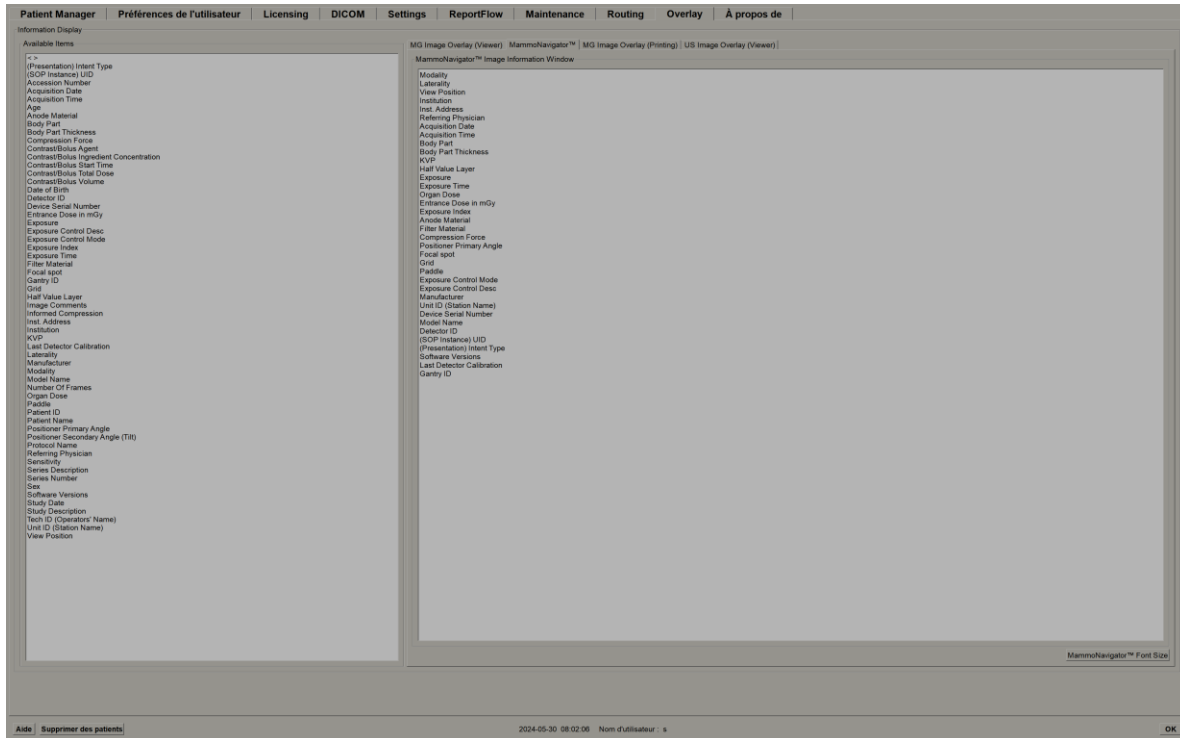 Patient Manager Préférences de l'utilisateur Licensing DICOM Settings ReportFlow Maintenance Routing Overlay À propos de
Information Display
Available Items
< >
(Presentation) Intent Type
(SOP Instance) UID
Accession Number
Acquisition Date
Acquisition Time
Age
Anode Material
Body Part
Body Part Thickness
Compression Force
Contrast/Bolus Agent
Contrast/Bolus Ingredient Concentration
Contrast/Bolus Start Time
Contrast/Bolus Total Dose
Contrast/Bolus Volume
Date of Birth
Detector ID
Device Serial Number
Entrance Dose in mGy
Exposure
Exposure Control Desc
Exposure Control Mode
Exposure Index
Exposure Time
Filter Material
Focal spot
Gantry ID
Grid
Half Value Layer
Image Comments
Informed Compression
Inst. Address
Institution
KVP
Last Detector Calibration
Laterality
Manufacturer
Modality
Model Name
Number Of Frames
Organ Dose
Paddle
Patient ID
Patient Name
Positioner Primary Angle
Positioner Secondary Angle (Tilt)
Protocol Name
Referring Physician
Sensitivity
Series Description
Series Number
Sex
Software Versions
Study Date
Study Description
Tech ID (Operators' Name)
Unit ID (Station Name)
View Position
MG Image Overlay (Viewer) MammoNavigator™ MG Image Overlay (Printing) US Image Overlay (Viewer)
MammoNavigator™ Image Information Window
Modality
Laterality
View Position
Institution
Inst. Address
Referring Physician
Acquisition Date
Acquisition Time
Body Part
Body Part Thickness
KVP
Half Value Layer
Exposure
Exposure Time
Organ Dose
Entrance Dose in mGy
Exposure Index
Anode Material
Filter Material
Compression Force
Positioner Primary Angle
Focal spot
Grid
Paddle
Exposure Control Mode
Exposure Control Desc
Manufacturer
Unit ID (Station Name)
Device Serial Number
Model Name
Detector ID
(SOP Instance) UID
(Presentation) Intent Type
Software Versions
Last Detector Calibration
Gantry ID
MammoNavigator™ Font Size
Aide Supprimer des patients 2024-05-30 08:02:06 Nom d'utilisateur : s OK